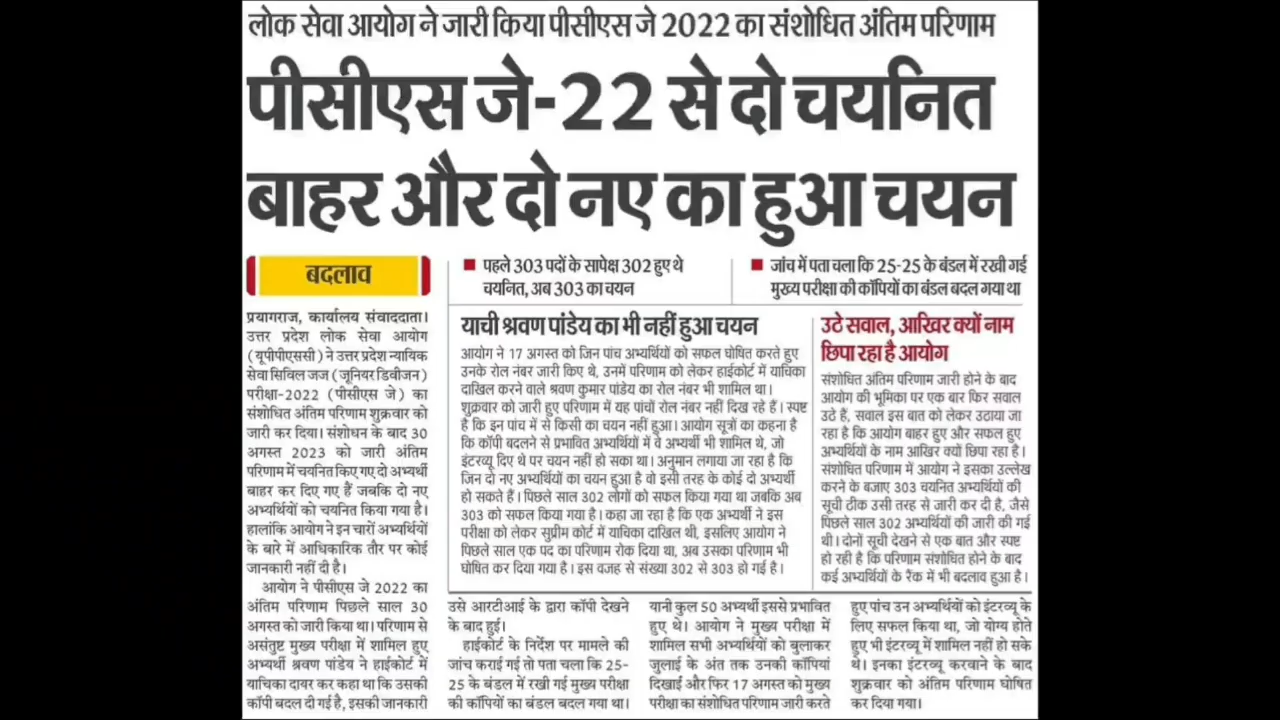 लोक सेवा आयोग ने जारी किया पीसीएस जे 2022 का संशोधित अंतिम परिणाम
पीसीएस जे-22 से दो चयनित
बाहर और दो नए का हुआ चयन
बदलाव
■ पहले 303 पदों के सापेक्ष 302 हुए थे
चयनित, अब 303 का चयन
■ जांच में पता चला कि 25-25 के बंडल में रखी गई
मुख्य परीक्षा की कॉपियों का बंडल बदल गया था
प्रयागराज, कार्यालय संवाददाता।
उत्तर प्रदेश लोक सेवा आयोग
(यूपीपीएससी) ने उत्तर प्रदेश न्यायिक
सेवा सिविल जज (जूनियर डिवीजन)
परीक्षा-2022 (पीसीएस जे) का
संशोधित अंतिम परिणाम शुक्रवार को
जारी कर दिया। संशोधन के बाद 30
अगस्त 2023 को जारी अंतिम
परिणाम में चयनित किए गए दो अभ्यर्थी
बाहर कर दिए गए हैं जबकि दो नए
अभ्यर्थियों को चयनित किया गया है।
हालांकि आयोग ने इन चारों अभ्यर्थियों
के बारे में आधिकारिक तौर पर कोई
जानकारी नहीं दी है।
आयोग ने पीसीएस जे 2022 का
अंतिम परिणाम पिछले साल 30
अगस्त को जारी किया था। परिणाम से
असंतुष्ट मुख्य परीक्षा में शामिल हुए
अभ्यर्थी श्रवण पांडेय ने हाईकोर्ट में
याचिका दायर कर कहा था कि उसकी
कॉपी बदल दी गई है, इसकी जानकारी
याची श्रवण पांडेय का भी नहीं हुआ चयन
आयोग ने 17 अगस्त को जिन पांच अभ्यर्थियों को सफल घोषित करते हुए
उनके रोल नंबर जारी किए थे, उनमें परिणाम को लेकर हाईकोर्ट में याचिका
दाखिल करने वाले श्रवण कुमार पांडेय का रोल नंबर भी शामिल था।
शुक्रवार को जारी हुए परिणाम में यह पांचों रोल नंबर नहीं दिख रहे हैं। स्पष्ट
है कि इन पांच में से किसी का चयन नहीं हुआ। आयोग सूत्रों का कहना है
कि कॉपी बदलने से प्रभावित अभ्यर्थियों में वे अभ्यर्थी भी शामिल थे, जो
इंटरव्यू दिए थे पर चयन नहीं हो सका था। अनुमान लगाया जा रहा है कि
जिन दो नए अभ्यर्थियों का चयन हुआ है वो इसी तरह के कोई दो अभ्यर्थी
हो सकते हैं। पिछले साल 302 लोगों को सफल किया गया था जबकि अब
303 को सफल किया गया है। कहा जा रहा है कि एक अभ्यर्थी ने इस
परीक्षा को लेकर सुप्रीम कोर्ट में याचिका दाखिल थी, इसलिए आयोग ने
पिछले साल एक पद का परिणाम रोक दिया था, अब उसका परिणाम भी
घोषित कर दिया गया है। इस वजह से संख्या 302 से 303 हो गई है।
उठे सवाल, आखिर क्यों नाम
छिपा रहा है आयोग
संशोधित अंतिम परिणाम जारी होने के बाद
आयोग की भूमिका पर एक बार फिर सवाल
उठे हैं, सवाल इस बात को लेकर उठाया जा
रहा है कि आयोग बाहर हुए और सफल हुए
अभ्यर्थियों के नाम आखिर क्यों छिपा रहा है।
संशोधित परिणाम में आयोग ने इसका उल्लेख
करने के बजाए 303 चयनित अभ्यर्थियों की
सूची ठीक उसी तरह से जारी कर दी है, जैसे
पिछले साल 302 अभ्यर्थियों की जारी की गई
थी। दोनों सूची देखने से एक बात और स्पष्ट
हो रही है कि परिणाम संशोधित होने के बाद
कई अभ्यर्थियों के रैंक में भी बदलाव हुआ है।
उसे आरटीआई के द्वारा कॉपी देखने
के बाद हुई।
हाईकोर्ट के निर्देश पर मामले की
जांच कराई गई तो पता चला कि 25-
25 के बंडल में रखी गई मुख्य परीक्षा
की कॉपियों का बंडल बदल गया था।
यानी कुल 50 अभ्यर्थी इससे प्रभावित
हुए थे। आयोग ने मुख्य परीक्षा में
शामिल सभी अभ्यर्थियों को बुलाकर
जुलाई के अंत तक उनकी कॉपियां
दिखाईं और फिर 17 अगस्त को मुख्य
परीक्षा का संशोधित परिणाम जारी करते
हुए पांच उन अभ्यर्थियों को इंटरव्यू के
लिए सफल किया था, जो योग्य होते
हुए भी इंटरव्यू में शामिल नहीं हो सके
थे। इनका इंटरव्यू करवाने के बाद
शुक्रवार को अंतिम परिणाम घोषित
कर दिया गया।